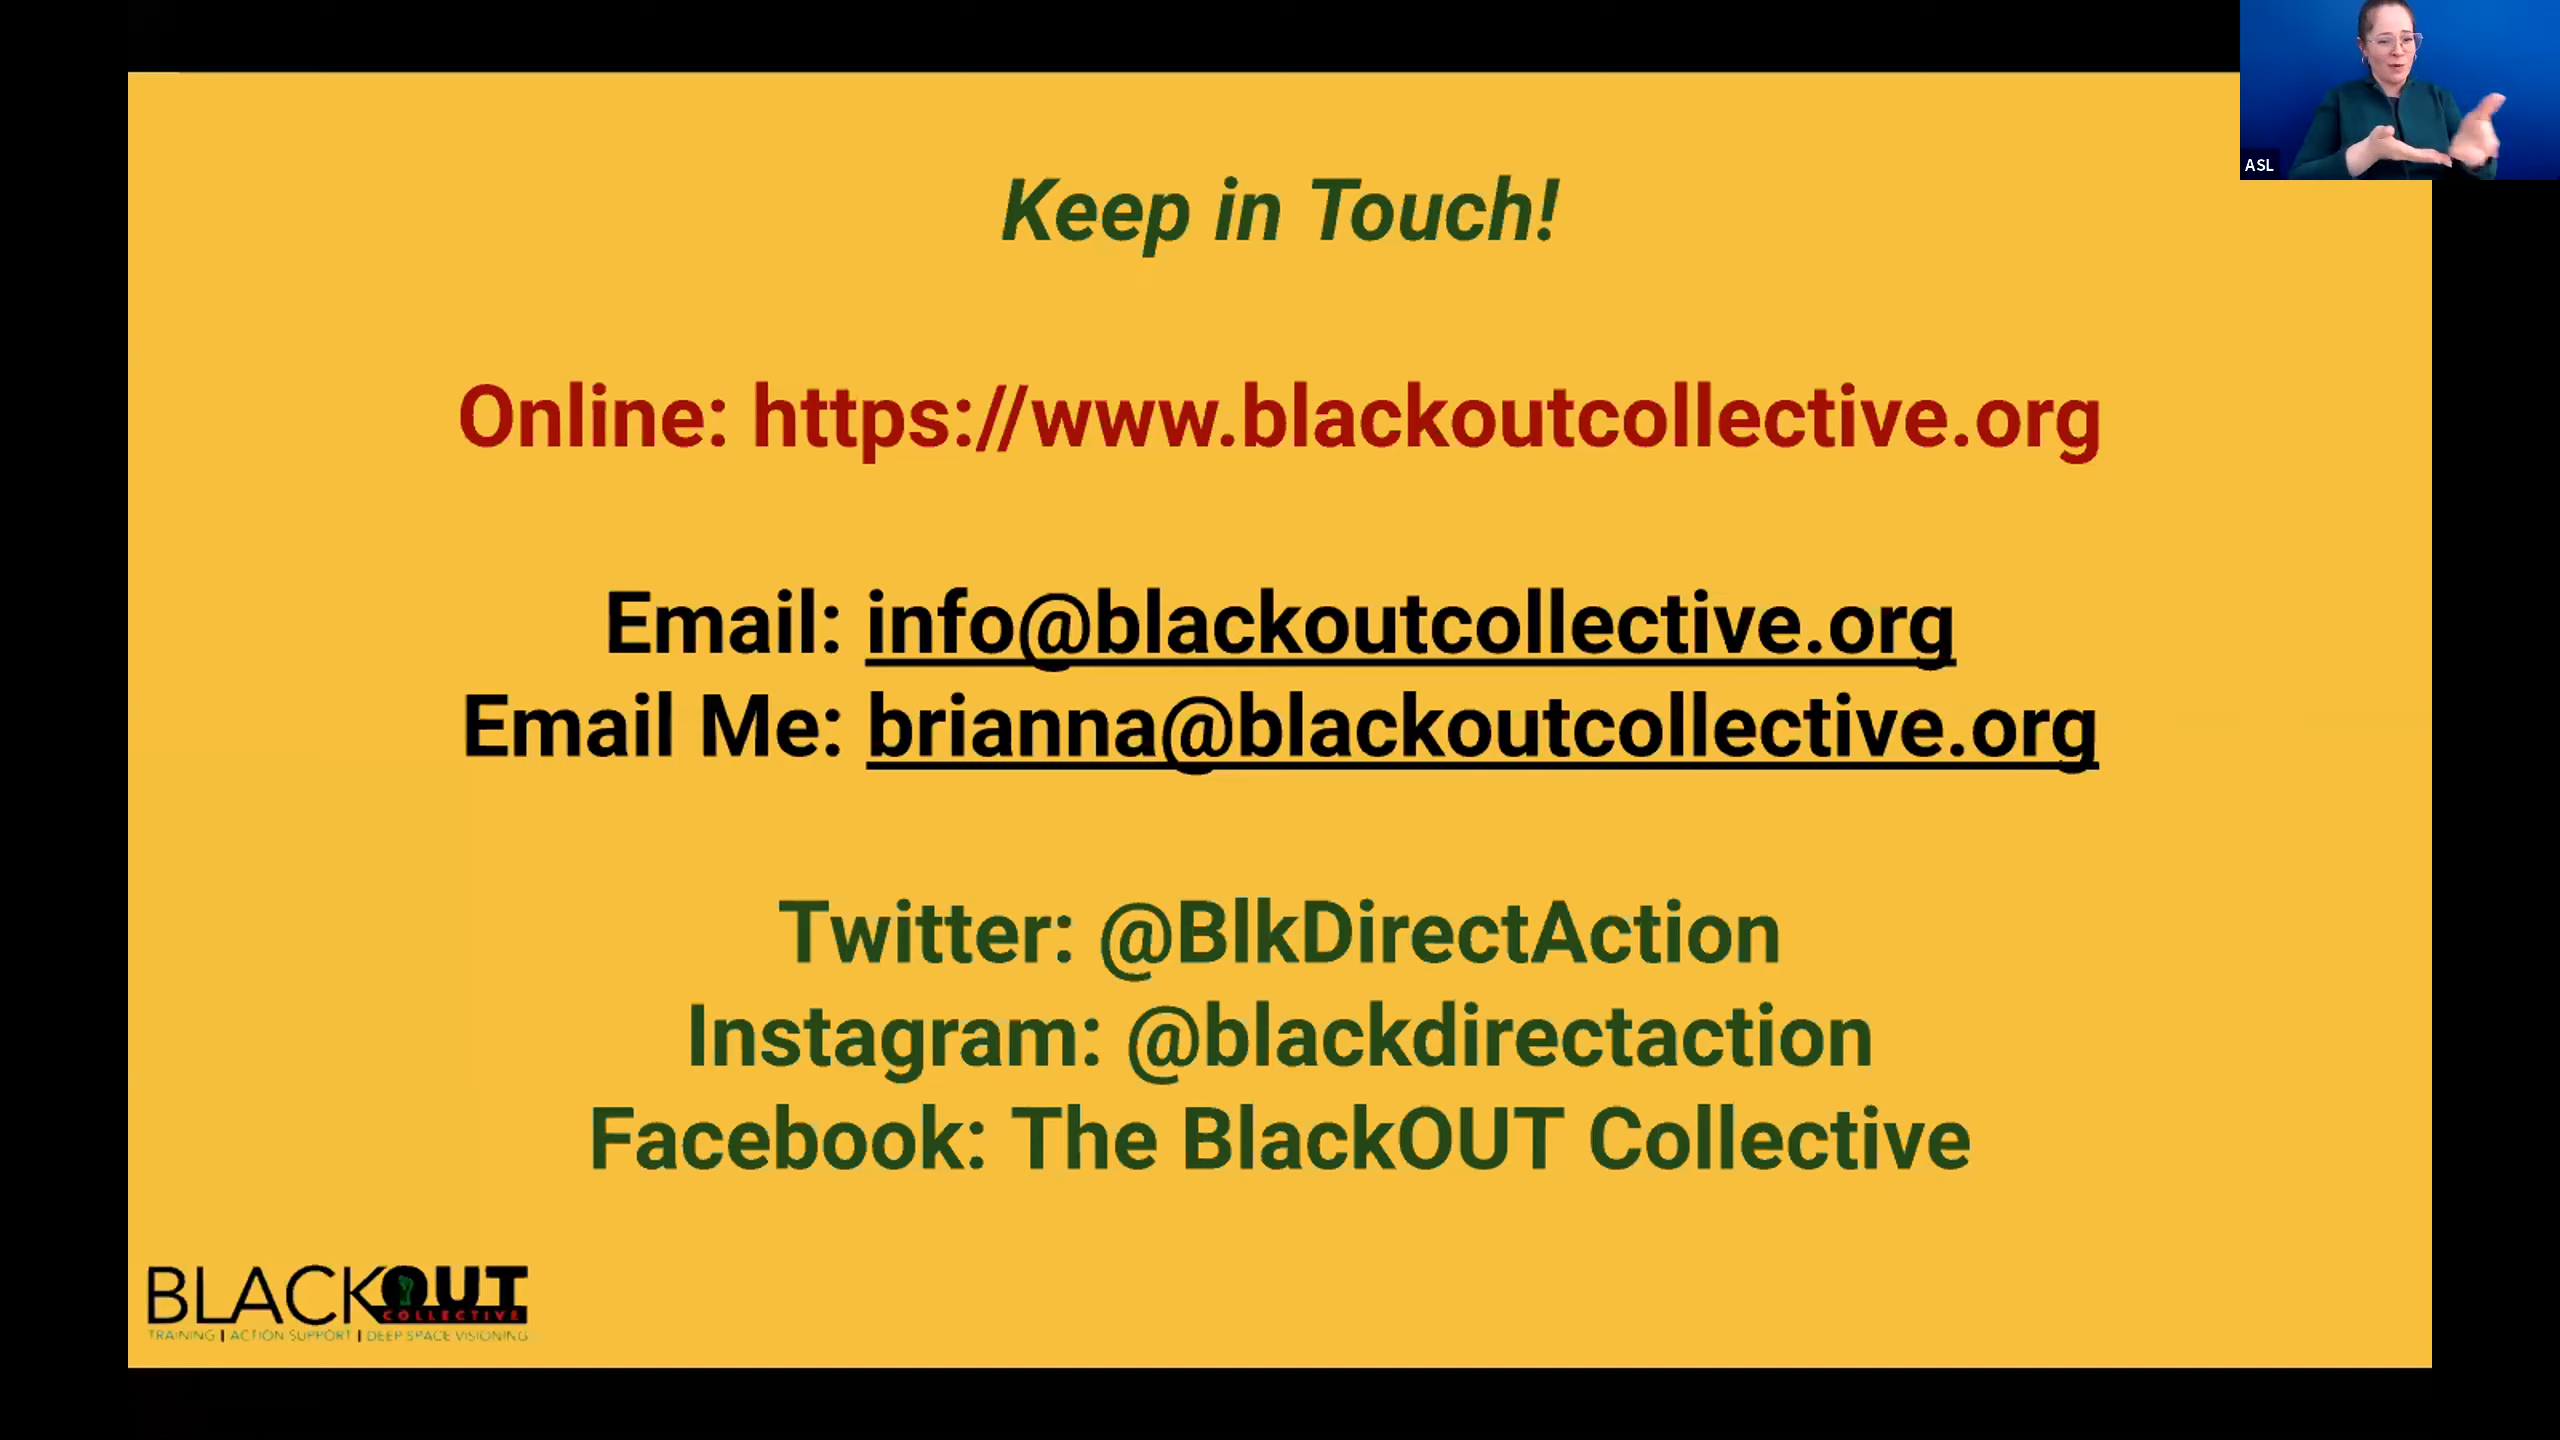 ASL
Keep in Touch!
Online: https://www.blackoutcollective.org
Email: info@blackoutcollective.org
Email Me: brianna@blackoutcollective.org
Twitter: @BlkDirectAction
Instagram: @blackdirectaction
Facebook: The BlackOUT Collective
BLACKOUT
COLLECTIVE
TRAINING | ACTION SUPPORT | DEEP SPACE VISIONING